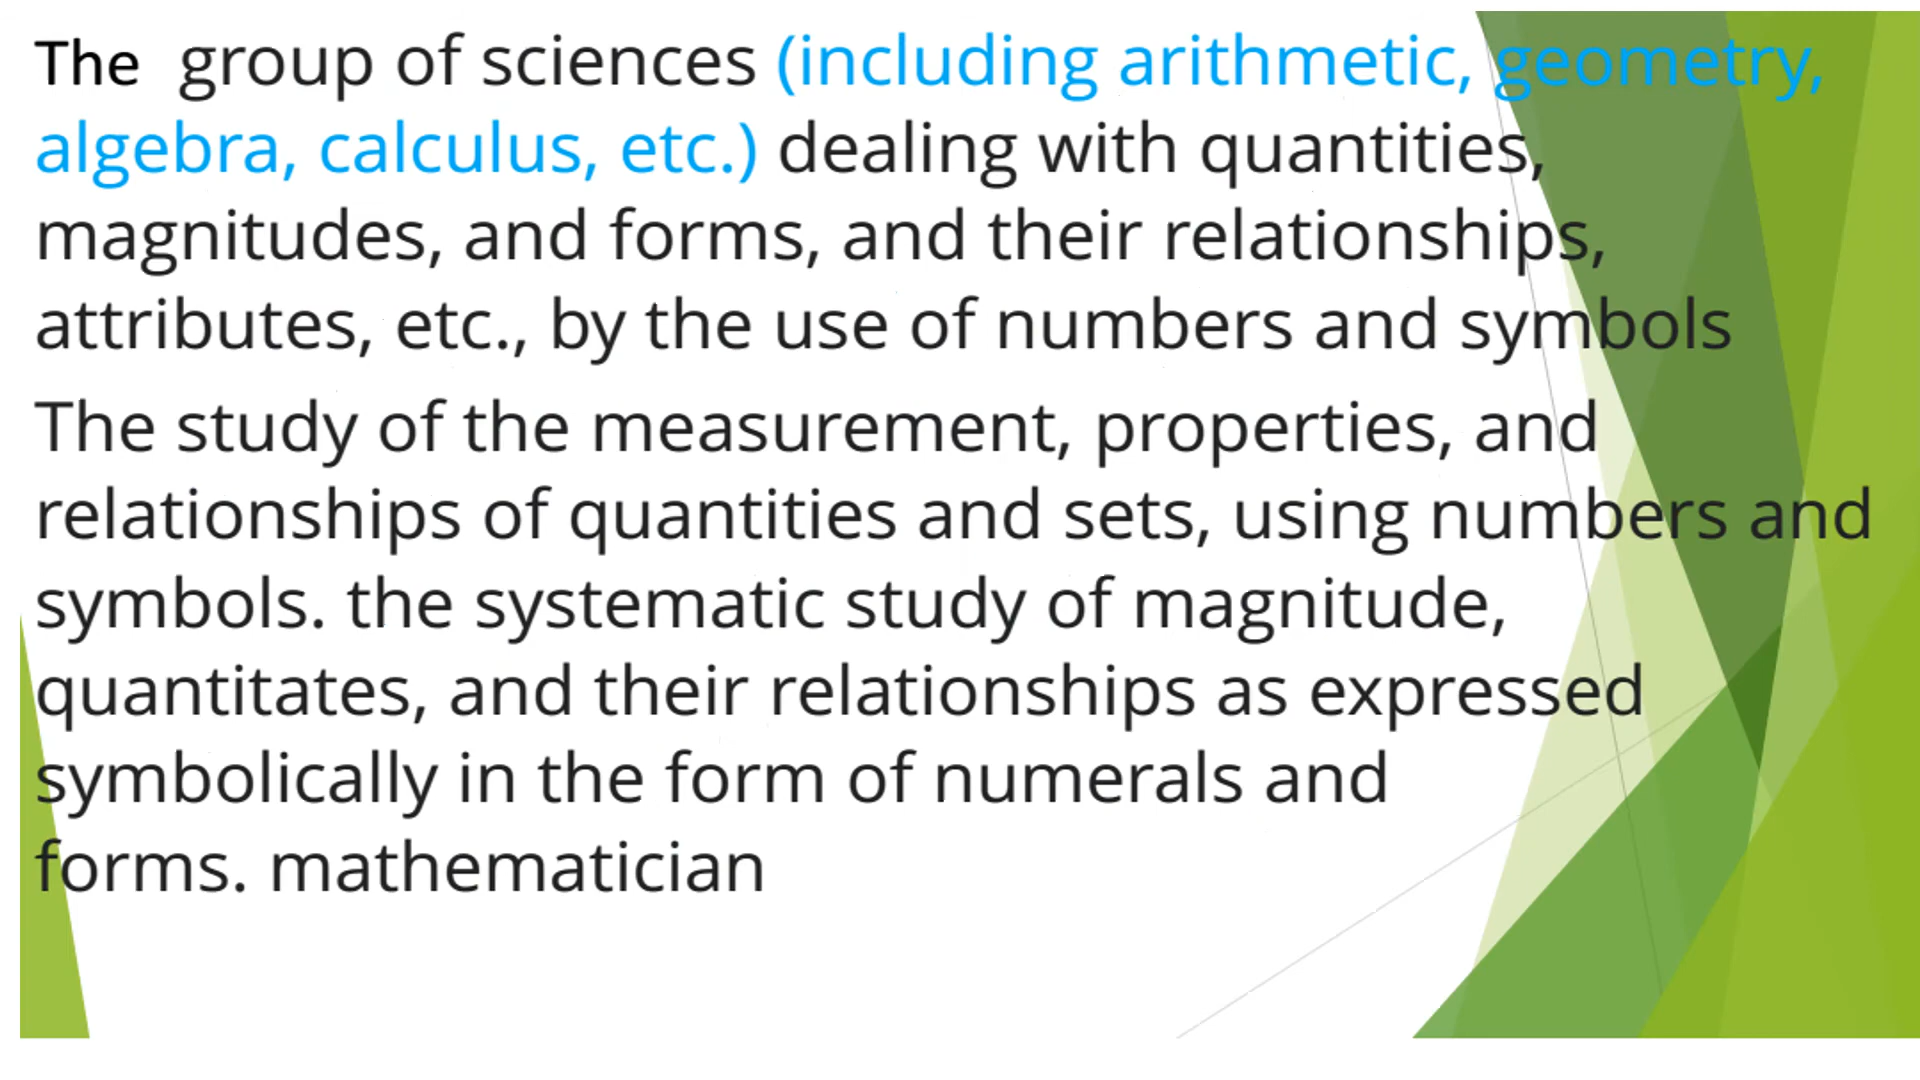 The  group of sciences (including arithmetic, geometry,
algebra, calculus, etc.) dealing with quantities,
magnitudes, and forms, and their relationships,
attributes, etc., by the use of numbers and symbols
The study of the measurement, properties, and
relationships of quantities and sets, using numbers and
symbols. the systematic study of magnitude,
quantitates, and their relationships as expressed
symbolically in the form of numerals and
forms. mathematician